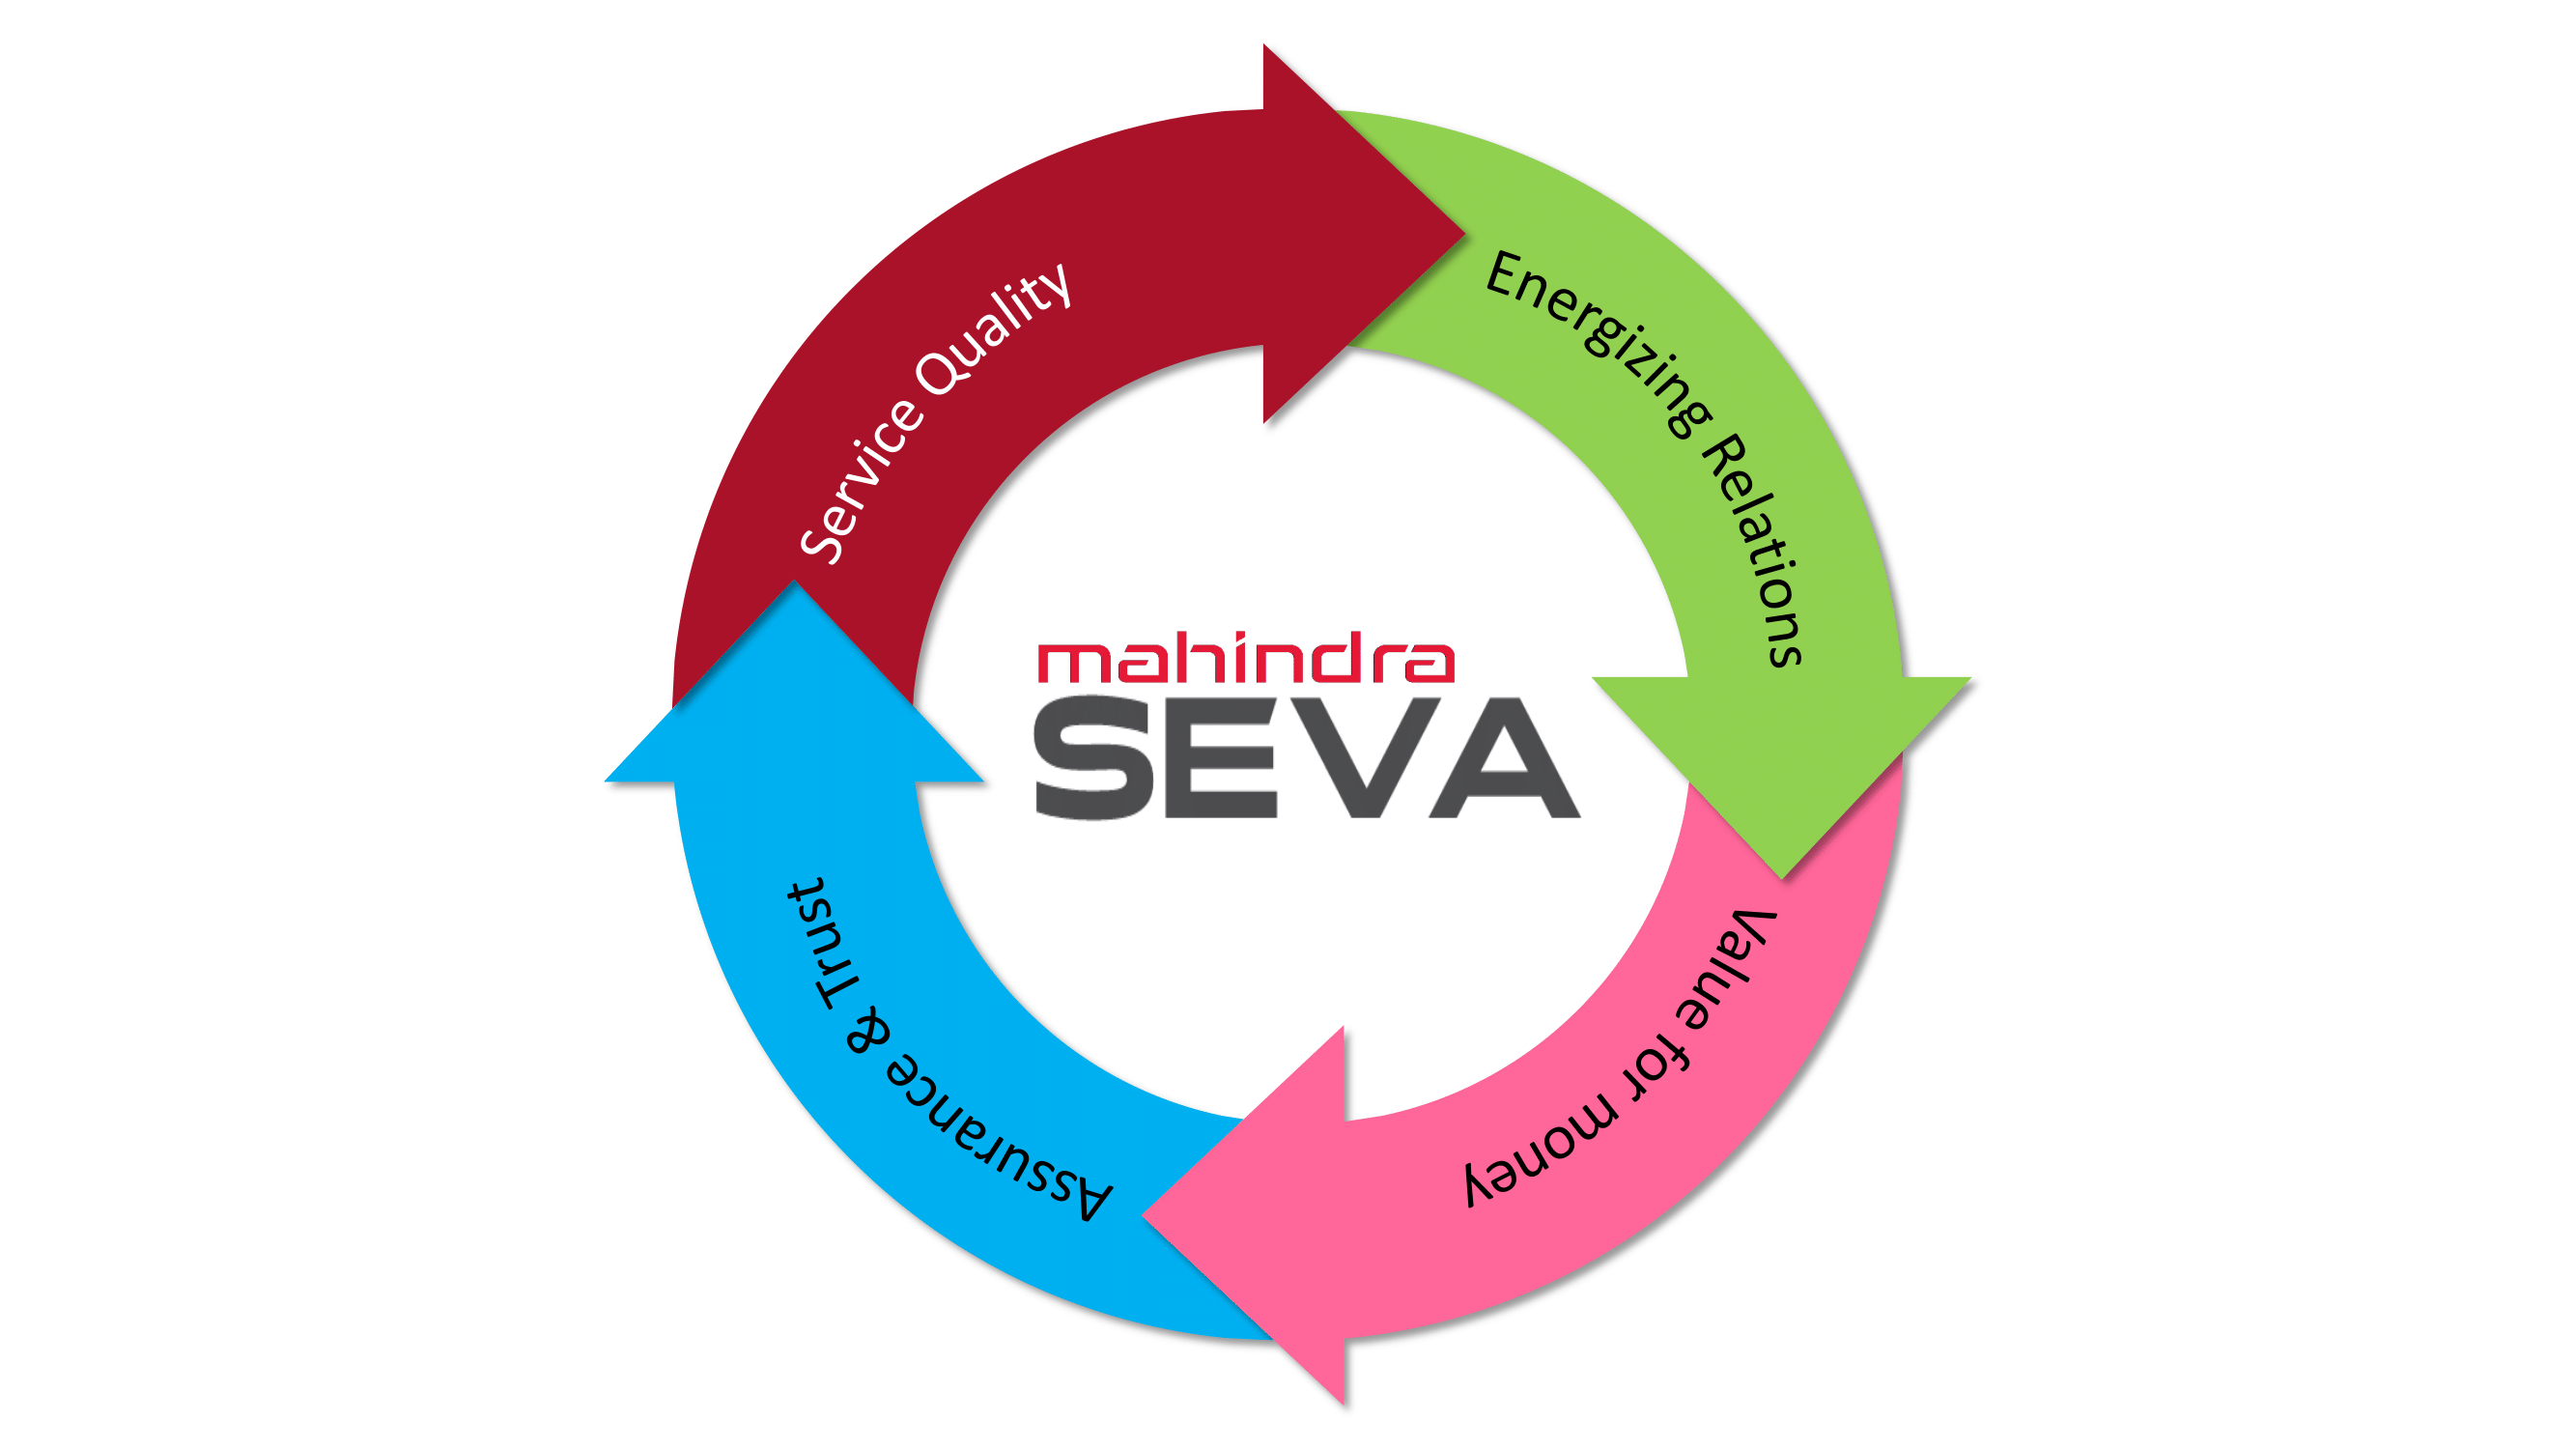 Service Quality
Energizing Relations
Value for money
Assurance & Trust
mahindra
SEVA